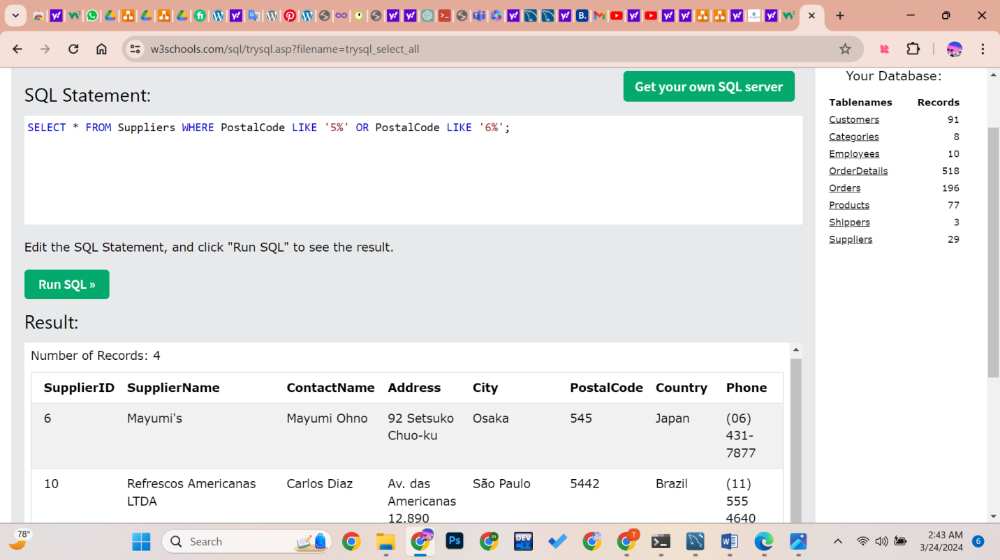 w3schools.com/sql/trysql.asp?filename=trysql_select_all
SQL Statement:
Get your own SQL server
SELECT * FROM Suppliers WHERE PostalCode LIKE '5%' OR PostalCode LIKE '6%';
Edit the SQL Statement, and click "Run SQL" to see the result.
Run SQL »
Result:
Number of Records: 4
SupplierID SupplierName ContactName Address City PostalCode Country Phone
6 Mayumi's Mayumi Ohno 92 Setsuko Osaka 545 Japan (06)
Chuo-ku 431-
7877
10 Refrescos Americanas Carlos Diaz Av. das São Paulo 5442 Brazil (11)
LTDA Americanas 555
12.890 4640
Your Database:
Tablenames Records
Customers 91
Categories 8
Employees 10
OrderDetails 518
Orders 196
Products 77
Shippers 3
Suppliers 29
78°
Search
Ps
DEV
2:43 AM
3/24/2024
6